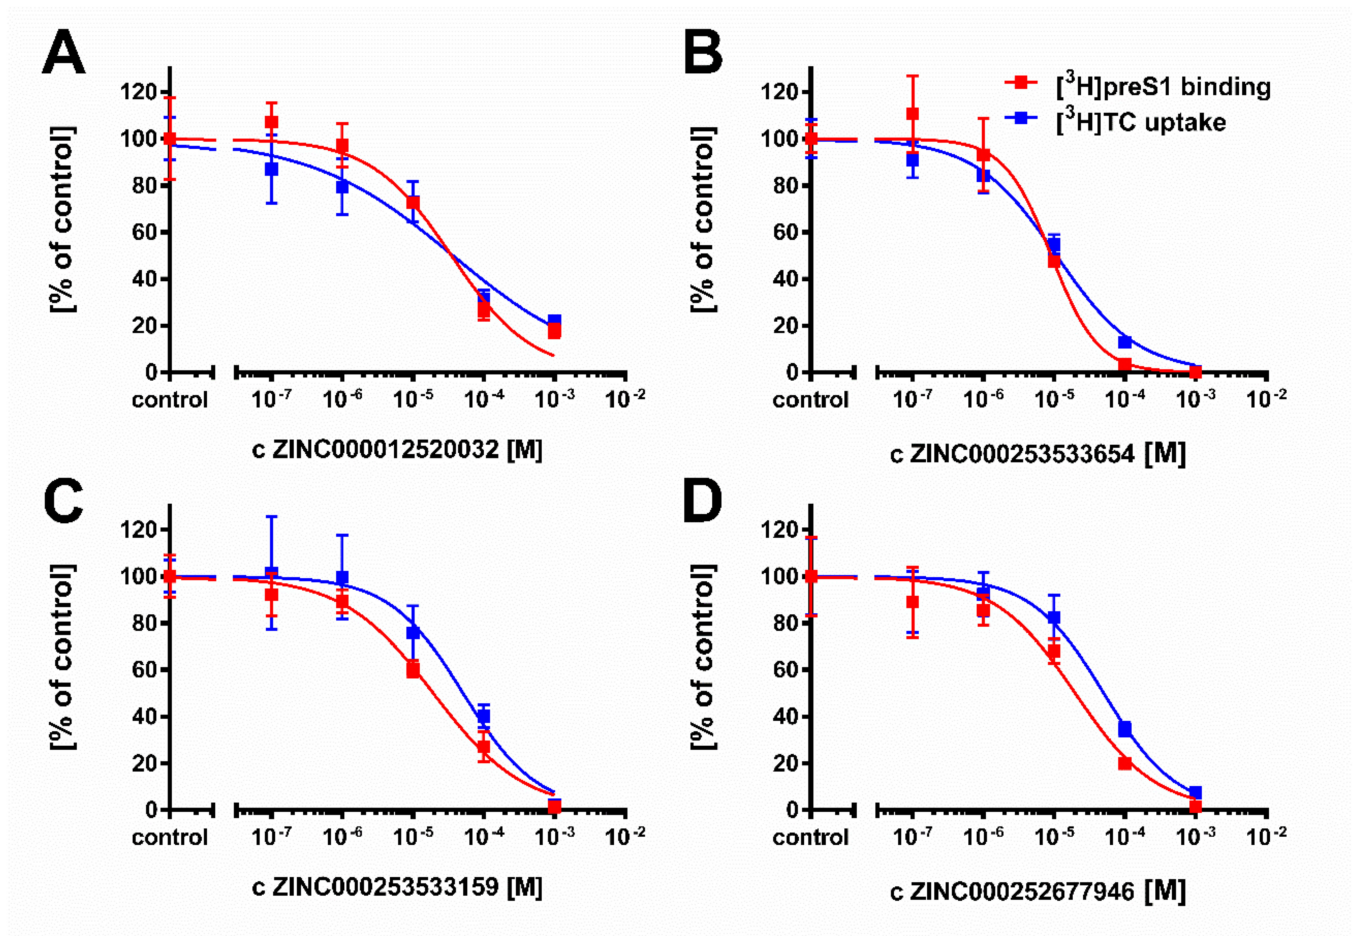 A
120
100
80
60
40
20
0
[% of control]
control 10-7 10-6 10-5 10-4 10-3 10-2
c ZINC000012520032 [M]
B
[3H]preS1 binding
[3H]TC uptake
120
100
80
60
40
20
0
[% of control]
control 10-7 10-6 10-5 10-4 10-3 10-2
c ZINC000253533654 [M]
C
120
100
80
60
40
20
0
[% of control]
control 10-7 10-6 10-5 10-4 10-3 10-2
c ZINC000253533159 [M]
D
120
100
80
60
40
20
0
[% of control]
control 10-7 10-6 10-5 10-4 10-3 10-2
c ZINC000252677946 [M]